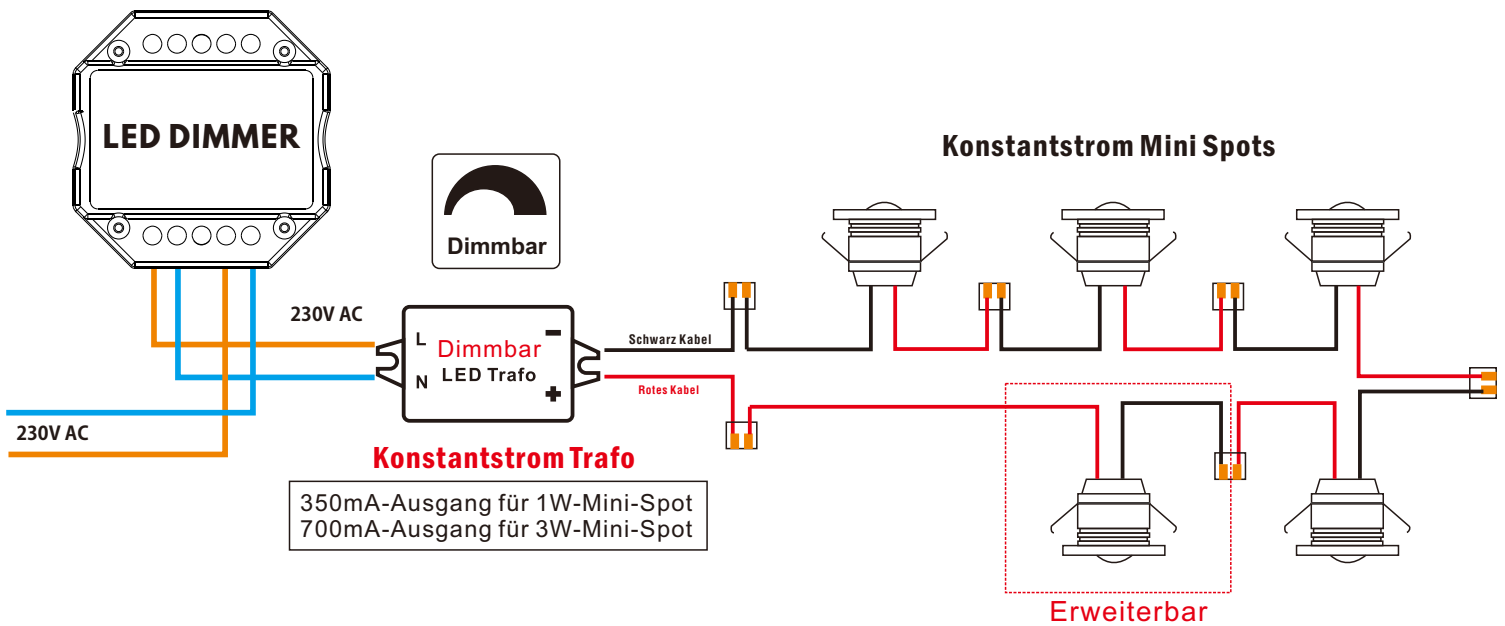 LED DIMMER
Konstantstrom Mini Spots
Dimmbar
230V AC
L
N
Dimmbar
LED Trafo
Schwarz Kabel
Rotes Kabel
230V AC
Konstantstrom Trafo
350mA-Ausgang für 1W-Mini-Spot
700mA-Ausgang für 3W-Mini-Spot
Erweiterbar